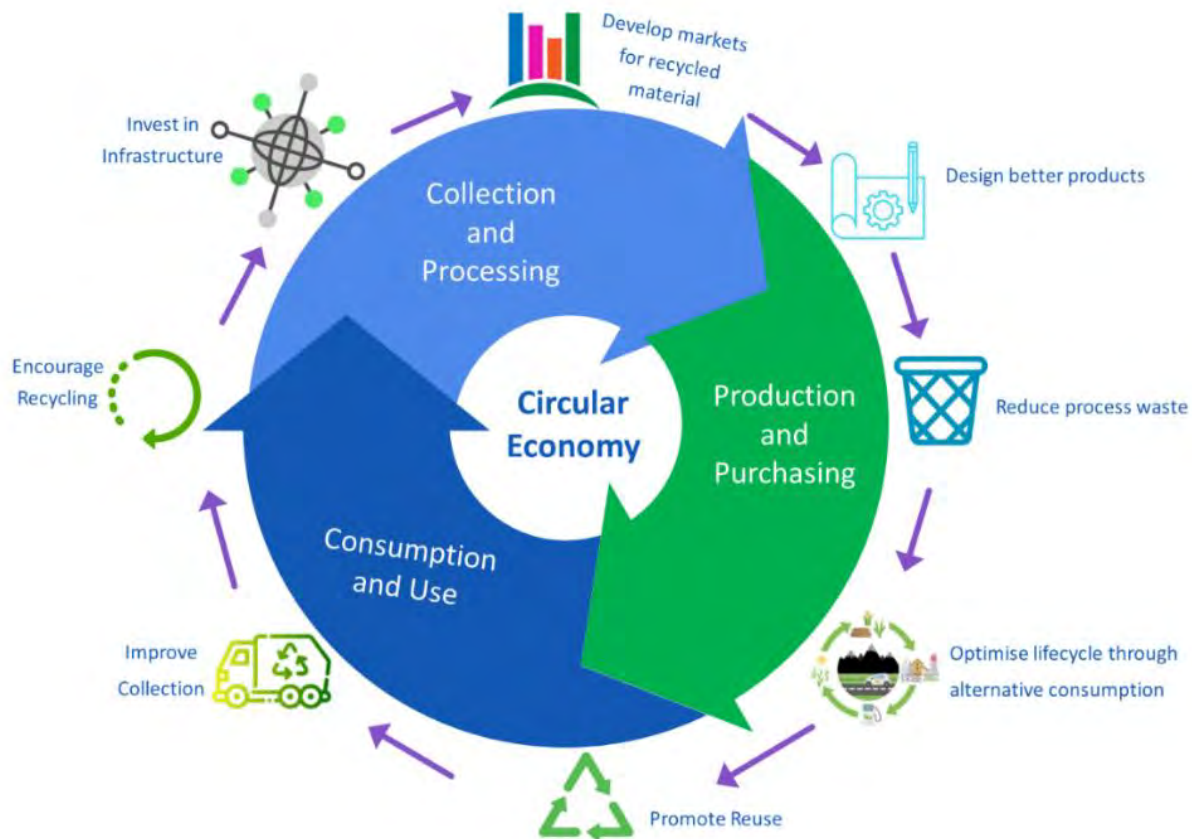 Develop markets
for recycled
material
Design better products
Reduce process waste
Optimise lifecycle through
alternative consumption
Promote Reuse
Improve
Collection
Encourage
Recycling
Invest in
Infrastructure
Collection
and
Processing
Production
and
Purchasing
Consumption
and Use
Circular
Economy